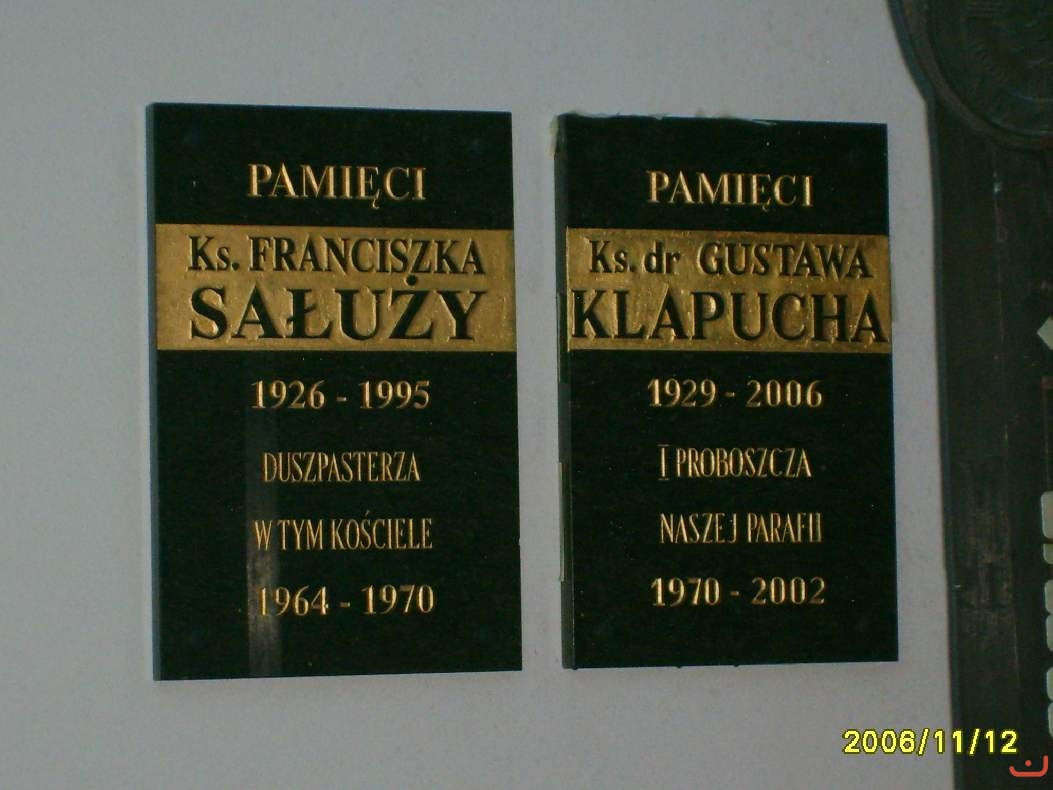 PAMIĘCI
Ks. FRANCISZKA
SAŁUŻY
1926 - 1995
DUSZPASTERZA
W TYM KOŚCIELE
1964 - 1970
PAMIĘCI
Ks. dr GUSTAWA
KLAPUCHA
1929 - 2006
I PROBOSZCZA
NASZEJ PARAFII
1970 - 2002
2006/11/12